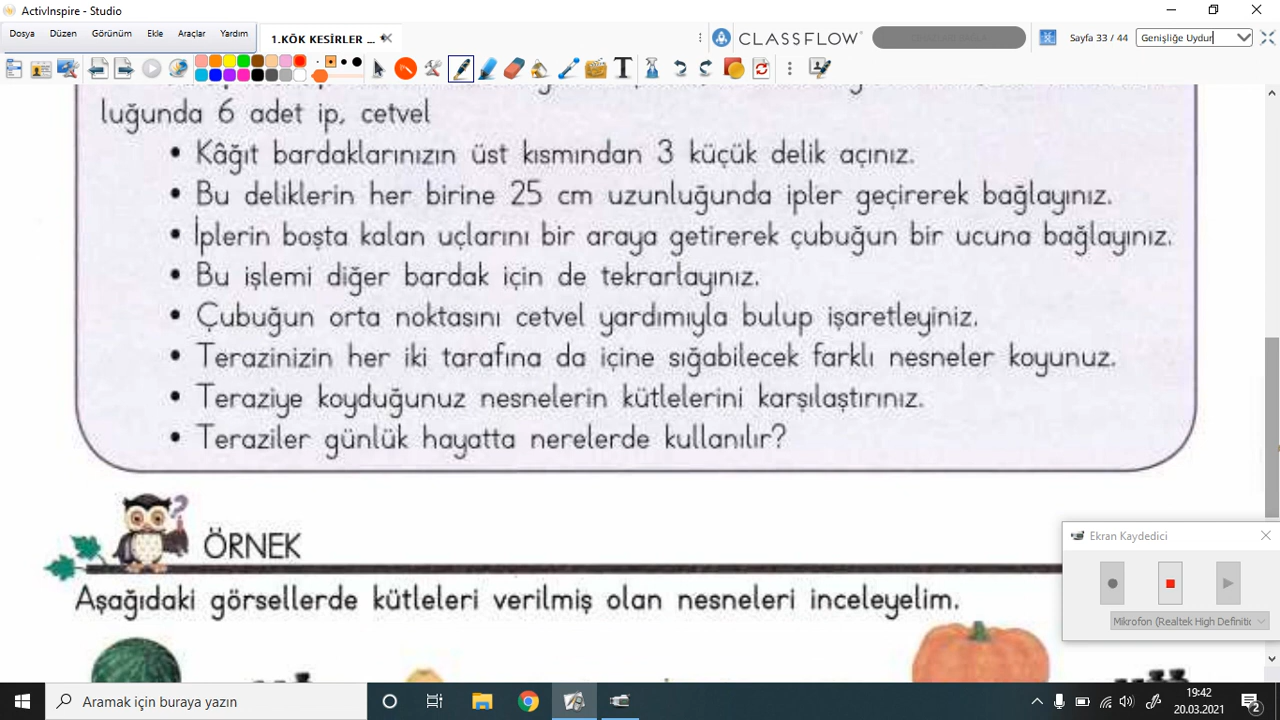 ActivInspire - Studio
Dosya Düzen Görünüm Ekle Araçlar Yardım
1.KÖK KESİRLER ...
CLASSFLOW
Sayfa 33 / 44
Genişliğe Uydur
luğunda 6 adet ip, cetvel
• Kâğıt bardaklarınızın üst kısmından 3 küçük delik açınız.
• Bu deliklerin her birine 25 cm uzunluğunda ipler geçirerek bağlayınız.
• İplerin boşta kalan uçlarını bir araya getirerek çubuğun bir ucuna bağlayınız.
• Bu işlemi diğer bardak için de tekrarlayınız.
• Çubuğun orta noktasını cetvel yardımıyla bulup işaretleyiniz.
• Terazinizin her iki tarafına da içine sığabilecek farklı nesneler koyunuz.
• Teraziye koyduğunuz nesnelerin kütlelerini karşılaştırınız.
• Teraziler günlük hayatta nerelerde kullanılır?
ÖRNEK
Aşağıdaki görsellerde kütleleri verilmiş olan nesneleri inceleyelim.
Ekran Kaydedici
Mikrofon (Realtek High Definitic
Aramak için buraya yazın
19:42
20.03.2021
2